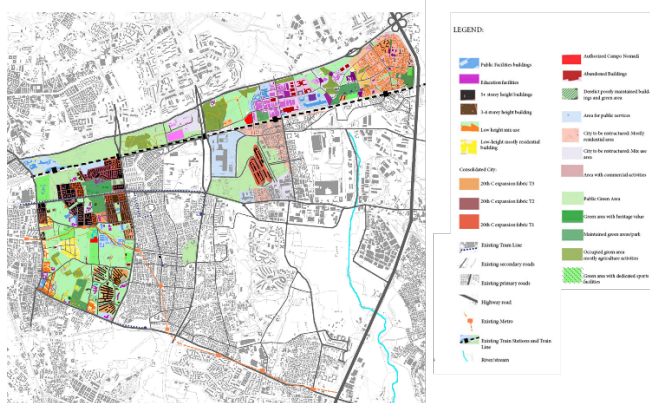 LEGEND:
Public Facilities buildings
Education facilities
5+ storey height buildings
3-4 storey height building
Low height mix use
Low-height mostly residential
building
Consolidated City:
20th C expansion fabric T3
20th C expansion fabric T2
20th C expansion fabric T1
Existing Tram Line
Existing secondary roads
Existing primary roads
Highway road
Existing Metro
Existing Train Stations and Train
Line
River/stream
Authorized Campo Nomadi
Abandoned Buildings
Derelict poorly maintained build-
ings and green area
Area for public services
City to be restructured: Mostly
residential area
City to be restructured: Mix use
area
Area with commercial activities
Public Green Area
Green area with heritage value
Maintained green areas/park
Occupied green area
mostly agriculture activities
Green area with dedicated sports
facilities